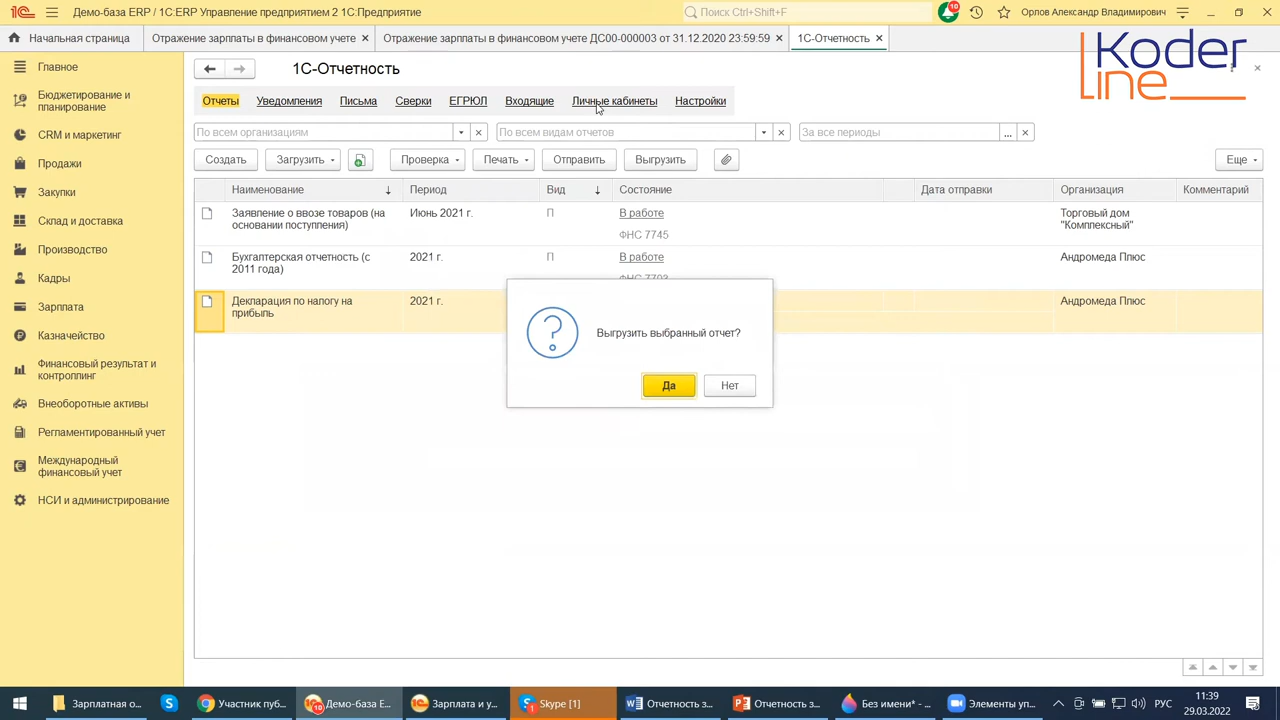 Демо-база ERP / 1С:ERP Управление предприятием 2 1С:Предприятие
Поиск Ctrl+Shift+F
10
Орлов Александр Владимирович
Начальная страница
Отражение зарплаты в финансовом учете
Отражение зарплаты в финансовом учете ДС00-000003 от 31.12.2020 23:59:59
1С-Отчетность
Koder
line
Главное
Бюджетирование и
планирование
CRM и маркетинг
Продажи
Закупки
Склад и доставка
Производство
Кадры
Зарплата
Казначейство
Финансовый результат и
контроллинг
Внеоборотные активы
Регламентированный учет
Международный
финансовый учет
НСИ и администрирование
1С-Отчетность
Отчеты Уведомления Письма Сверки ЕГРЮЛ Входящие Личные кабинеты Настройки
По всем организациям
По всем видам отчетов
За все периоды
Создать Загрузить Проверка Печать Отправить Выгрузить Еще
Наименование Период Вид Состояние Дата отправки Организация Комментарий
Заявление о ввозе товаров (на
основании поступления)
Июнь 2021 г. П В работе
ФНС 7745
Торговый дом
"Комплексный"
Бухгалтерская отчетность (с
2011 года)
2021 г. П В работе
Андромеда Плюс
Декларация по налогу на
прибыль
2021 г.
Андромеда Плюс
Выгрузить выбранный отчет?
Да Нет
Зарплатная о...
Участник пуб...
Демо-база Е...
10
Зарплата и у...
Skype [1]
Отчетность з...
Отчетность з...
Без имени* - ...
Элементы уп...
РУС
11:39
29.03.2022